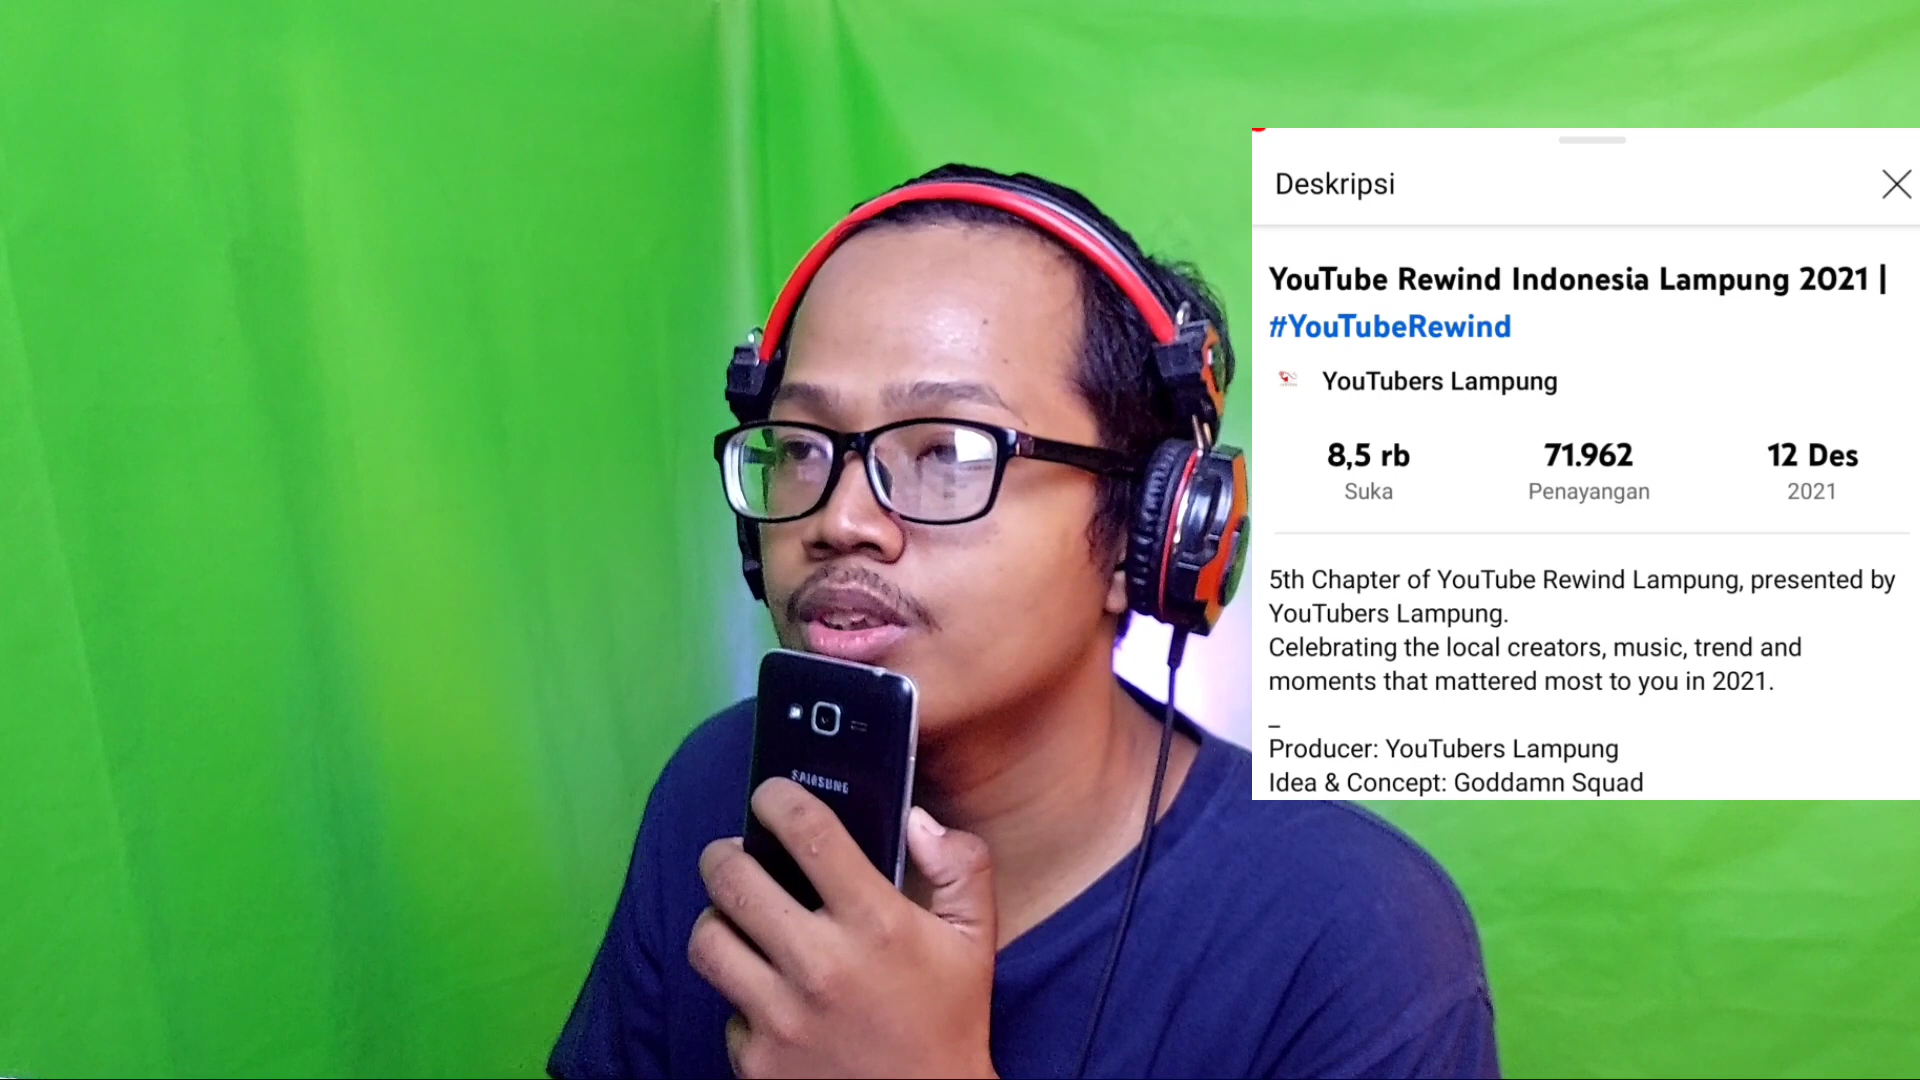 Deskripsi
YouTube Rewind Indonesia Lampung 2021 |
#YouTubeRewind
YouTubers Lampung
8,5 rb
71.962
12 Des
Suka
Penayangan
2021
5th Chapter of YouTube Rewind Lampung, presented by
YouTubers Lampung.
Celebrating the local creators, music, trend and
moments that mattered most to you in 2021.
_
Producer: YouTubers Lampung
Idea & Concept: Goddamn Squad
SAMSUNG